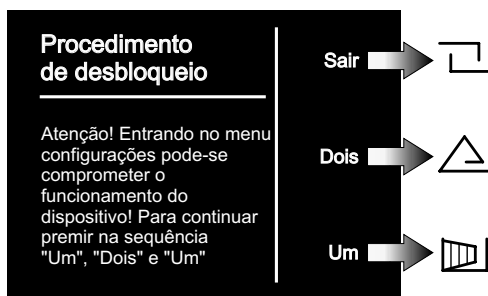 Procedimento
de desbloqueio
Atenção! Entrando no menu
configurações pode-se
comprometer o
funcionamento do
dispositivo! Para continuar
premir na sequência
"Um", "Dois" e "Um"
Sair
Dois
Um